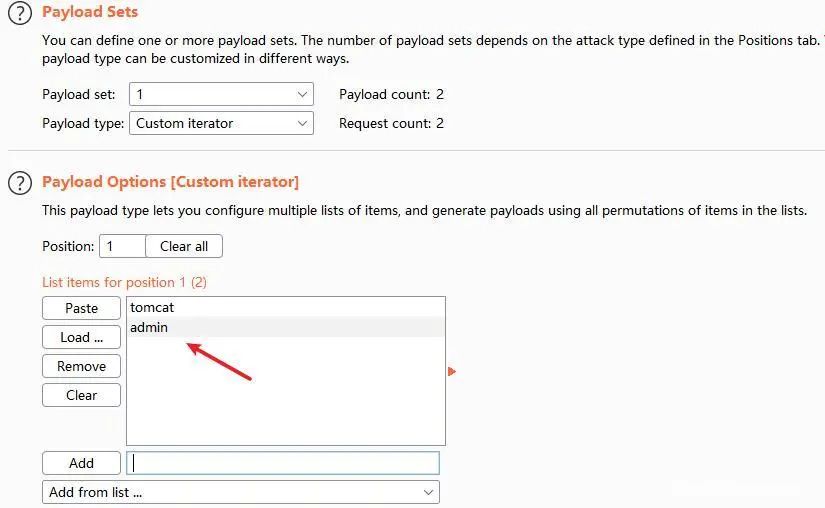 Payload Sets
You can define one or more payload sets. The number of payload sets depends on the attack type defined in the Positions tab.
payload type can be customized in different ways.
Payload set: 1 Payload count: 2
Payload type: Custom iterator Request count: 2
Payload Options [Custom iterator]
This payload type lets you configure multiple lists of items, and generate payloads using all permutations of items in the lists.
Position: 1 Clear all
List items for position 1 (2)
Paste tomcat
admin
Load ...
Remove
Clear
Add
Add from list ...